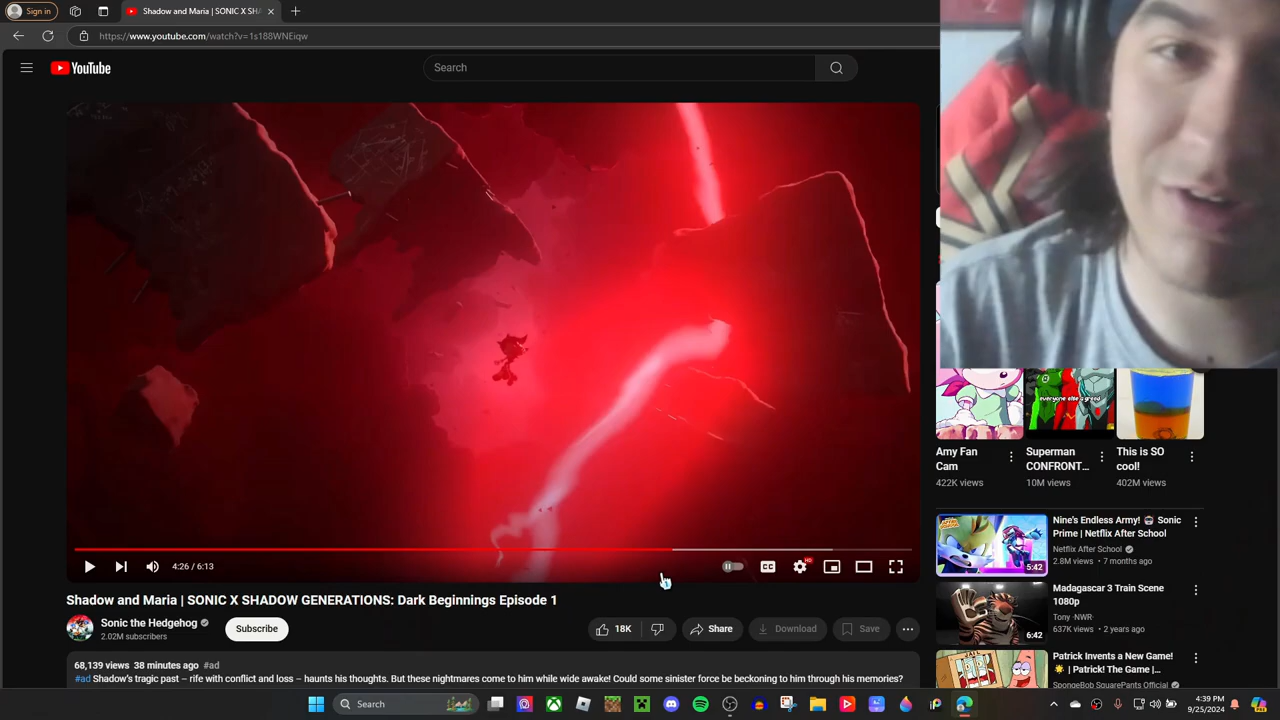 Sign in
Shadow and Maria | SONIC X SHA
https://www.youtube.com/watch?v=1s188WNEiqw
YouTube
Search
everyone else's greed
Amy Fan
Cam
422K views
Superman
CONFRONT...
10M views
This is SO
cool!
402M views
Nine's Endless Army! Sonic
Prime | Netflix After School
Netflix After School
2.8M views • 7 months ago
5:42
Madagascar 3 Train Scene
1080p
Tony -NWR-
637K views • 2 years ago
6:42
Patrick Invents a New Game!
| Patrick! The Game |...
SpongeBob SquarePants Official
4:26 / 6:13
CC
HD
Shadow and Maria | SONIC X SHADOW GENERATIONS: Dark Beginnings Episode 1
Sonic the Hedgehog
2.02M subscribers
Subscribe
18K
Share
Download
Save
68,139 views 38 minutes ago #ad
#ad Shadow's tragic past – rife with conflict and loss – haunts his thoughts. But these nightmares come to him while wide awake! Could some sinister force be beckoning to him through his memories?
Search
4:39 PM
9/25/2024